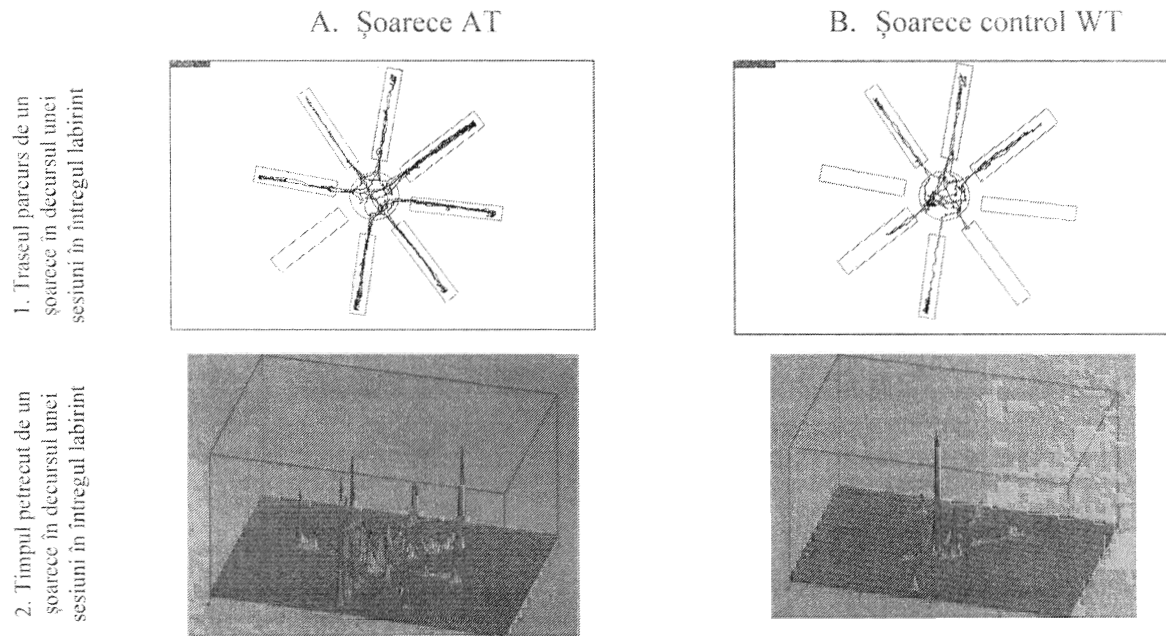 A. Șoarece AT
B. Șoarece control WT
1. Traseul parcurs de un
șoarece în decursul unei
sesiuni în întregul labirint
2. Timpul petrecut de un
șoarece în decursul unei
sesiuni în întregul labirint